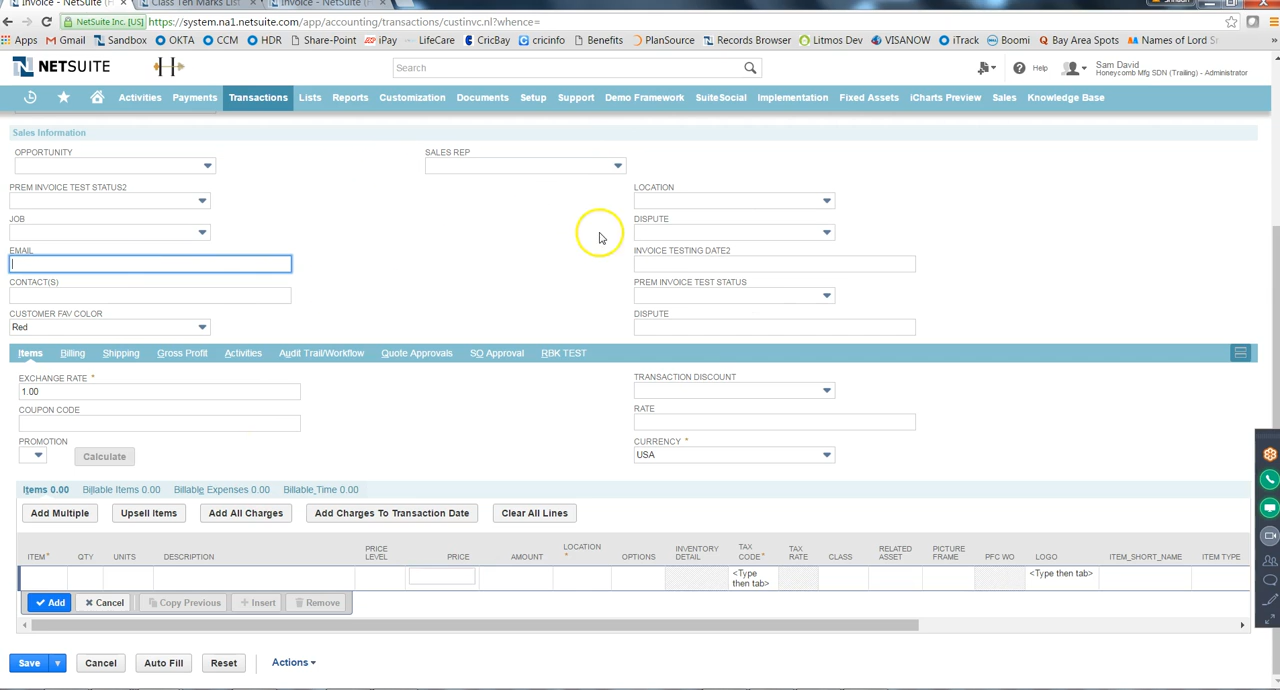 Invoice - NetSuite (F
Class Ten Marks List
Invoice - NetSuite (F
NetSuite Inc. [US] https://system.na1.netsuite.com/app/accounting/transactions/custinvc.nl?whence=
Apps Gmail Sandbox OKTA CCM HDR Share-Point iPay LifeCare CricBay cricinfo Benefits PlanSource Records Browser Litmos Dev VISANOW iTrack Boomi Bay Area Spots Names of Lord S
NETSUITE Search Help Sam David
Honeycomb Mfg SDN (Trailing) - Administrator
Activities Payments Transactions Lists Reports Customization Documents Setup Support Demo Framework SuiteSocial Implementation Fixed Assets iCharts Preview Sales Knowledge Base
Sales Information
OPPORTUNITY SALES REP
PREM INVOICE TEST STATUS2 LOCATION
JOB DISPUTE
EMAIL INVOICE TESTING DATE2
CONTACT(S) PREM INVOICE TEST STATUS
CUSTOMER FAV COLOR DISPUTE
Red
Items Billing Shipping Gross Profit Activities Audit Trail/Workflow Quote Approvals SO Approval RBK TEST
EXCHANGE RATE * TRANSACTION DISCOUNT
1.00
COUPON CODE RATE
PROMOTION CURRENCY *
Calculate USA
Items 0.00 Billable Items 0.00 Billable Expenses 0.00 Billable Time 0.00
Add Multiple Upsell Items Add All Charges Add Charges To Transaction Date Clear All Lines
ITEM * QTY UNITS DESCRIPTION PRICE LEVEL PRICE AMOUNT LOCATION * OPTIONS INVENTORY DETAIL TAX CODE * TAX RATE CLASS RELATED ASSET PICTURE FRAME PFC WO LOGO ITEM_SHORT_NAME ITEM TYPE
<Type then tab> <Type then tab>
Add Cancel Copy Previous Insert Remove
Save Cancel Auto Fill Reset Actions